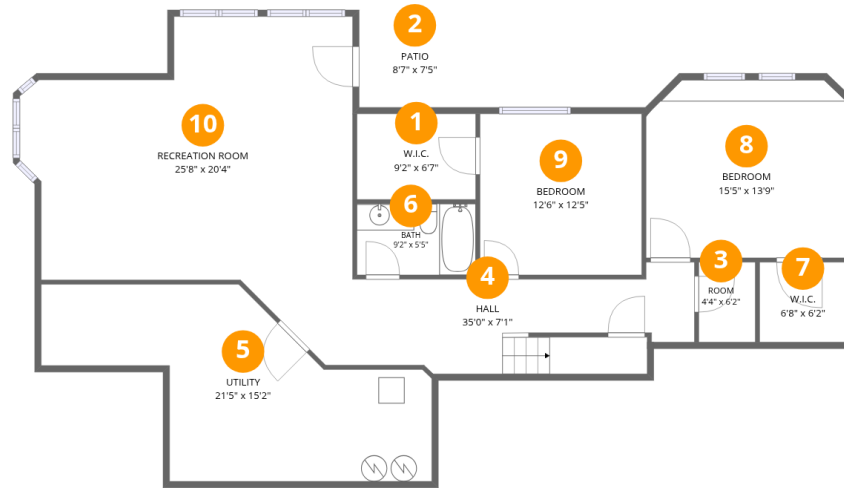 2
PATIO
8'7" x 7'5"
10
RECREATION ROOM
25'8" x 20'4"
1
W.I.C.
9'2" x 6'7"
9
BEDROOM
12'6" x 12'5"
8
BEDROOM
15'5" x 13'9"
6
BATH
9'2" x 5'5"
4
HALL
35'0" x 7'1"
3
ROOM
4'4" x 6'2"
7
W.I.C.
6'8" x 6'2"
5
UTILITY
21'5" x 15'2"